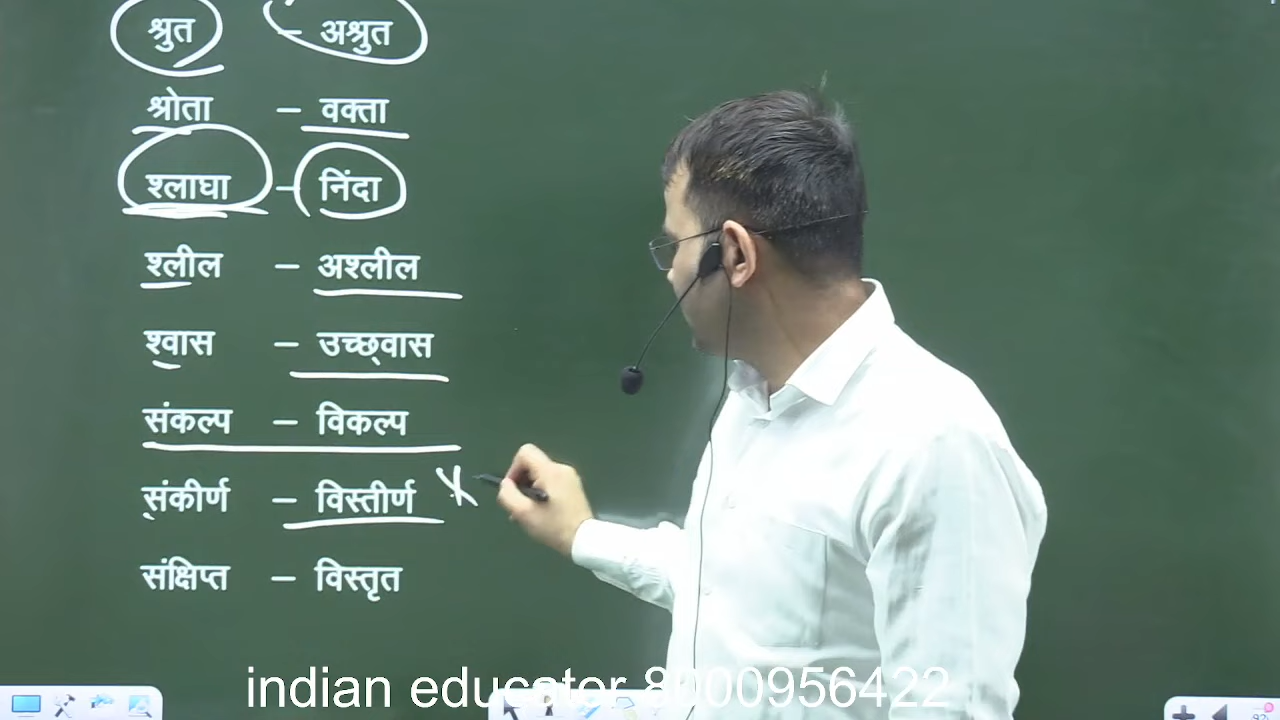 श्रुत – अश्रुत
श्रोता – वक्ता
श्लाघा – निंदा
श्लील – अश्लील
श्वास – उच्छ्वास
संकल्प – विकल्प
संकीर्ण – विस्तीर्ण
संक्षिप्त – विस्तृत
indian educator 8000956422